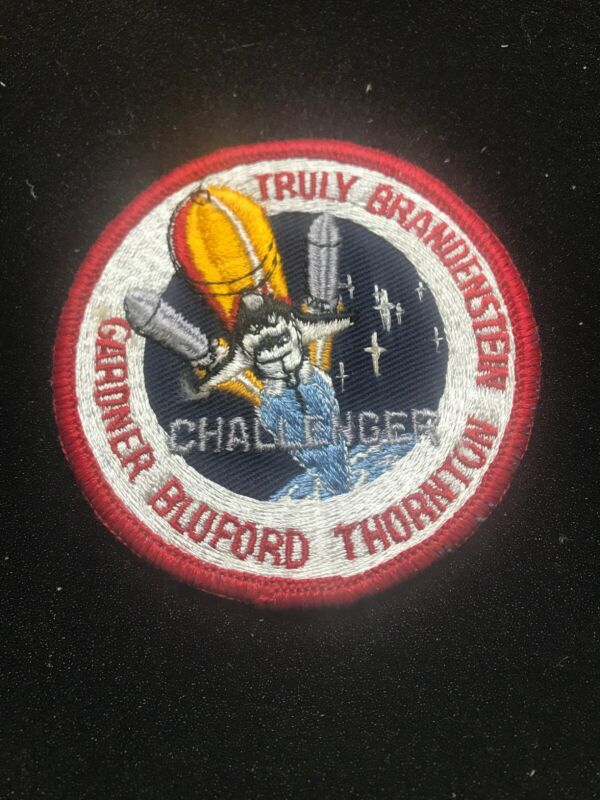 TRULY BRANDENSTEIN
GARDNER BLUFORD THORNTON
CHALLENGER